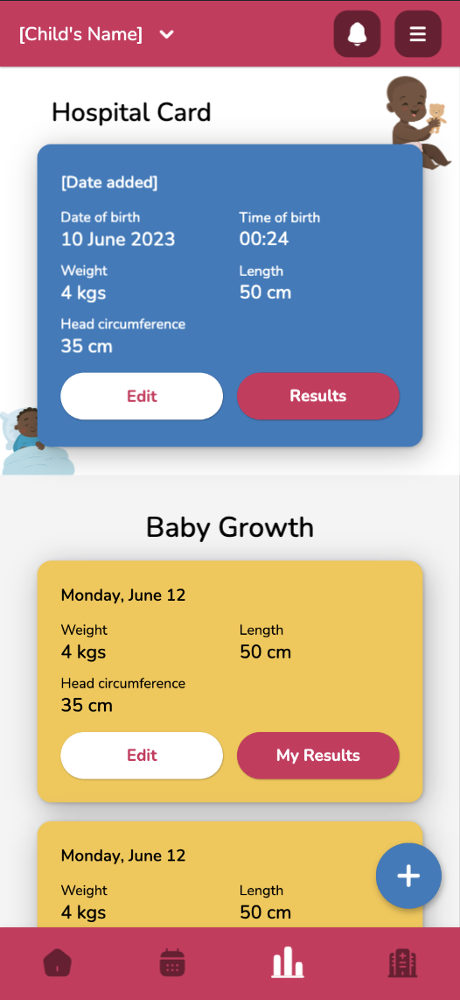 [Child's Name]
Hospital Card
[Date added]
Date of birth
Time of birth
10 June 2023
00:24
Weight
Length
4 kgs
50 cm
Head circumference
35 cm
Edit
Results
Baby Growth
Monday, June 12
Weight
Length
4 kgs
50 cm
Head circumference
35 cm
Edit
My Results
Monday, June 12
Weight
Length
4 kgs
50 cm